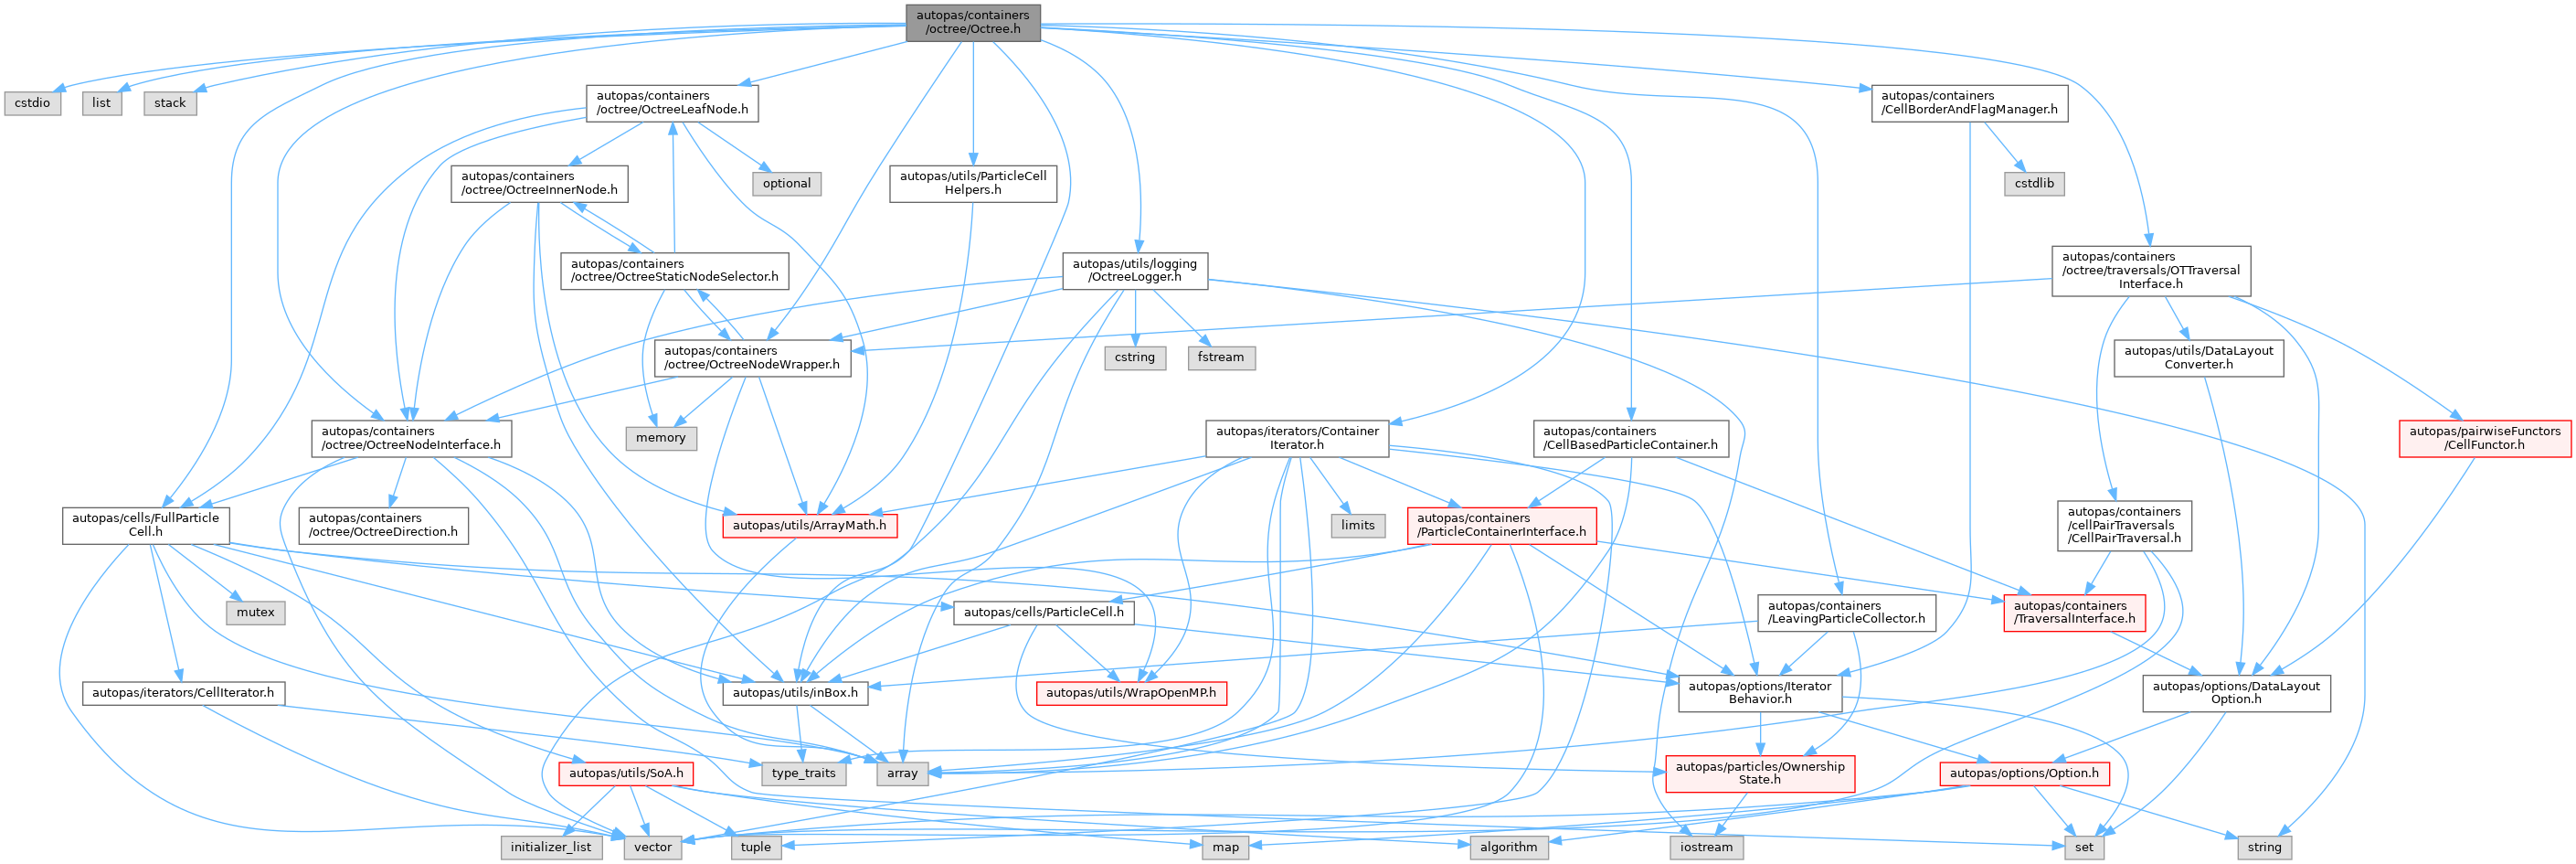 autopas/containers
/octree/Octree.h
cstdio
list
stack
autopas/containers
/octree/OctreeLeafNode.h
autopas/containers
/CellBorderAndFlagManager.h
autopas/containers
/octree/OctreeInnerNode.h
optional
autopas/utils/ParticleCell
Helpers.h
cstdlib
autopas/containers
/octree/OctreeStaticNodeSelector.h
autopas/utils/logging
/OctreeLogger.h
autopas/containers
/octree/traversals/OTTraversal
Interface.h
autopas/containers
/octree/OctreeNodeWrapper.h
cstring
fstream
autopas/utils/DataLayout
Converter.h
autopas/containers
/octree/OctreeNodeInterface.h
memory
autopas/iterators/Container
Iterator.h
autopas/containers
/CellBasedParticleContainer.h
autopas/pairwiseFunctors
/CellFunctor.h
autopas/cells/FullParticle
Cell.h
autopas/containers
/octree/OctreeDirection.h
autopas/utils/ArrayMath.h
limits
autopas/containers
/ParticleContainerInterface.h
autopas/containers
/cellPairTraversals
/CellPairTraversal.h
mutex
autopas/cells/ParticleCell.h
autopas/containers
/LeavingParticleCollector.h
autopas/containers
/TraversalInterface.h
autopas/iterators/CellIterator.h
autopas/utils/inBox.h
autopas/utils/WrapOpenMP.h
autopas/options/Iterator
Behavior.h
autopas/options/DataLayout
Option.h
autopas/utils/SoA.h
type_traits
array
autopas/particles/Ownership
State.h
autopas/options/Option.h
initializer_list
vector
tuple
map
algorithm
iostream
set
string